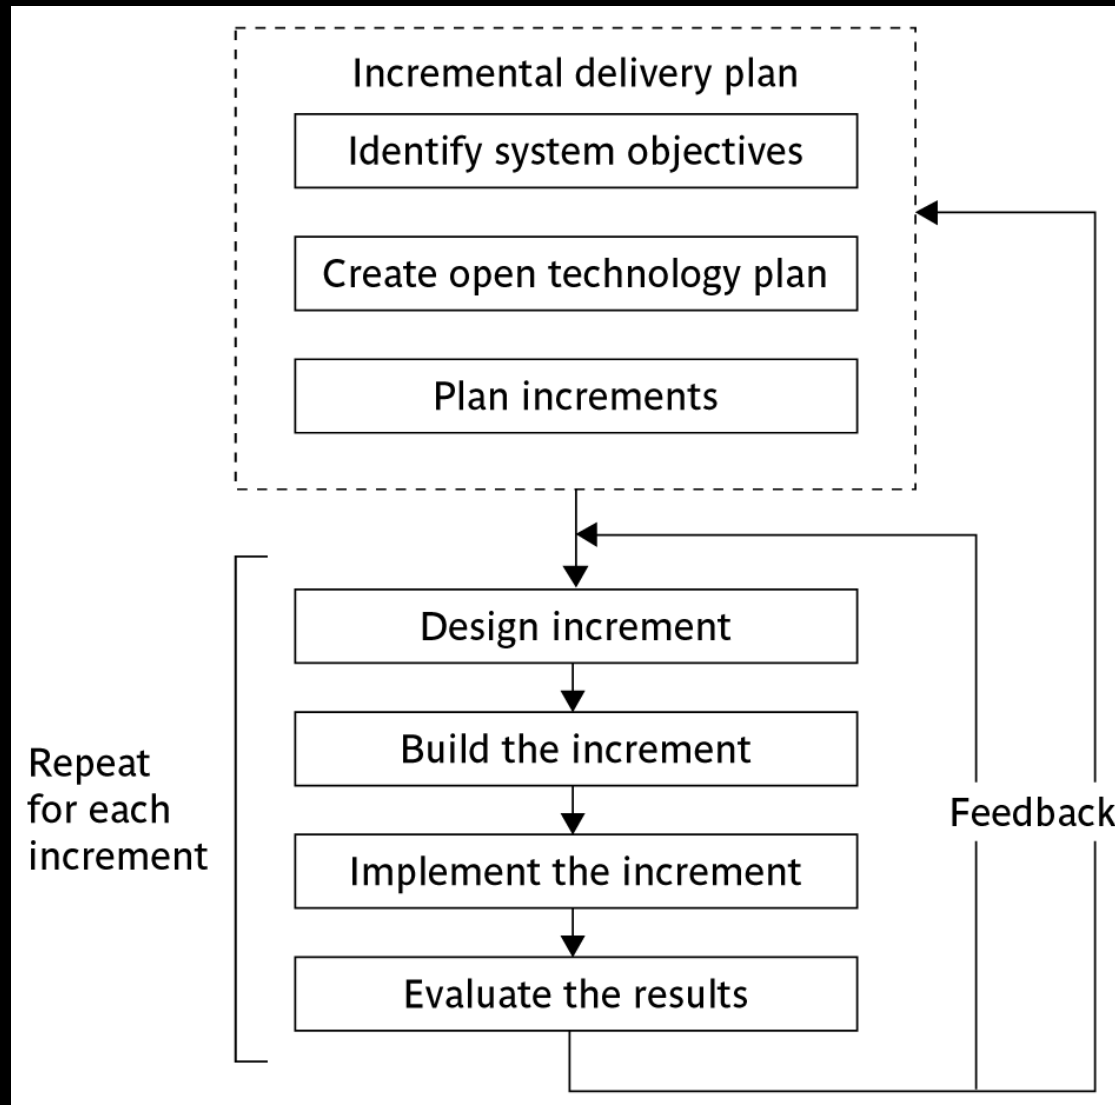 Incremental delivery plan
Identify system objectives
Create open technology plan
Plan increments
Design increment
Build the increment
Repeat
for each
increment
Feedback
Implement the increment
Evaluate the results